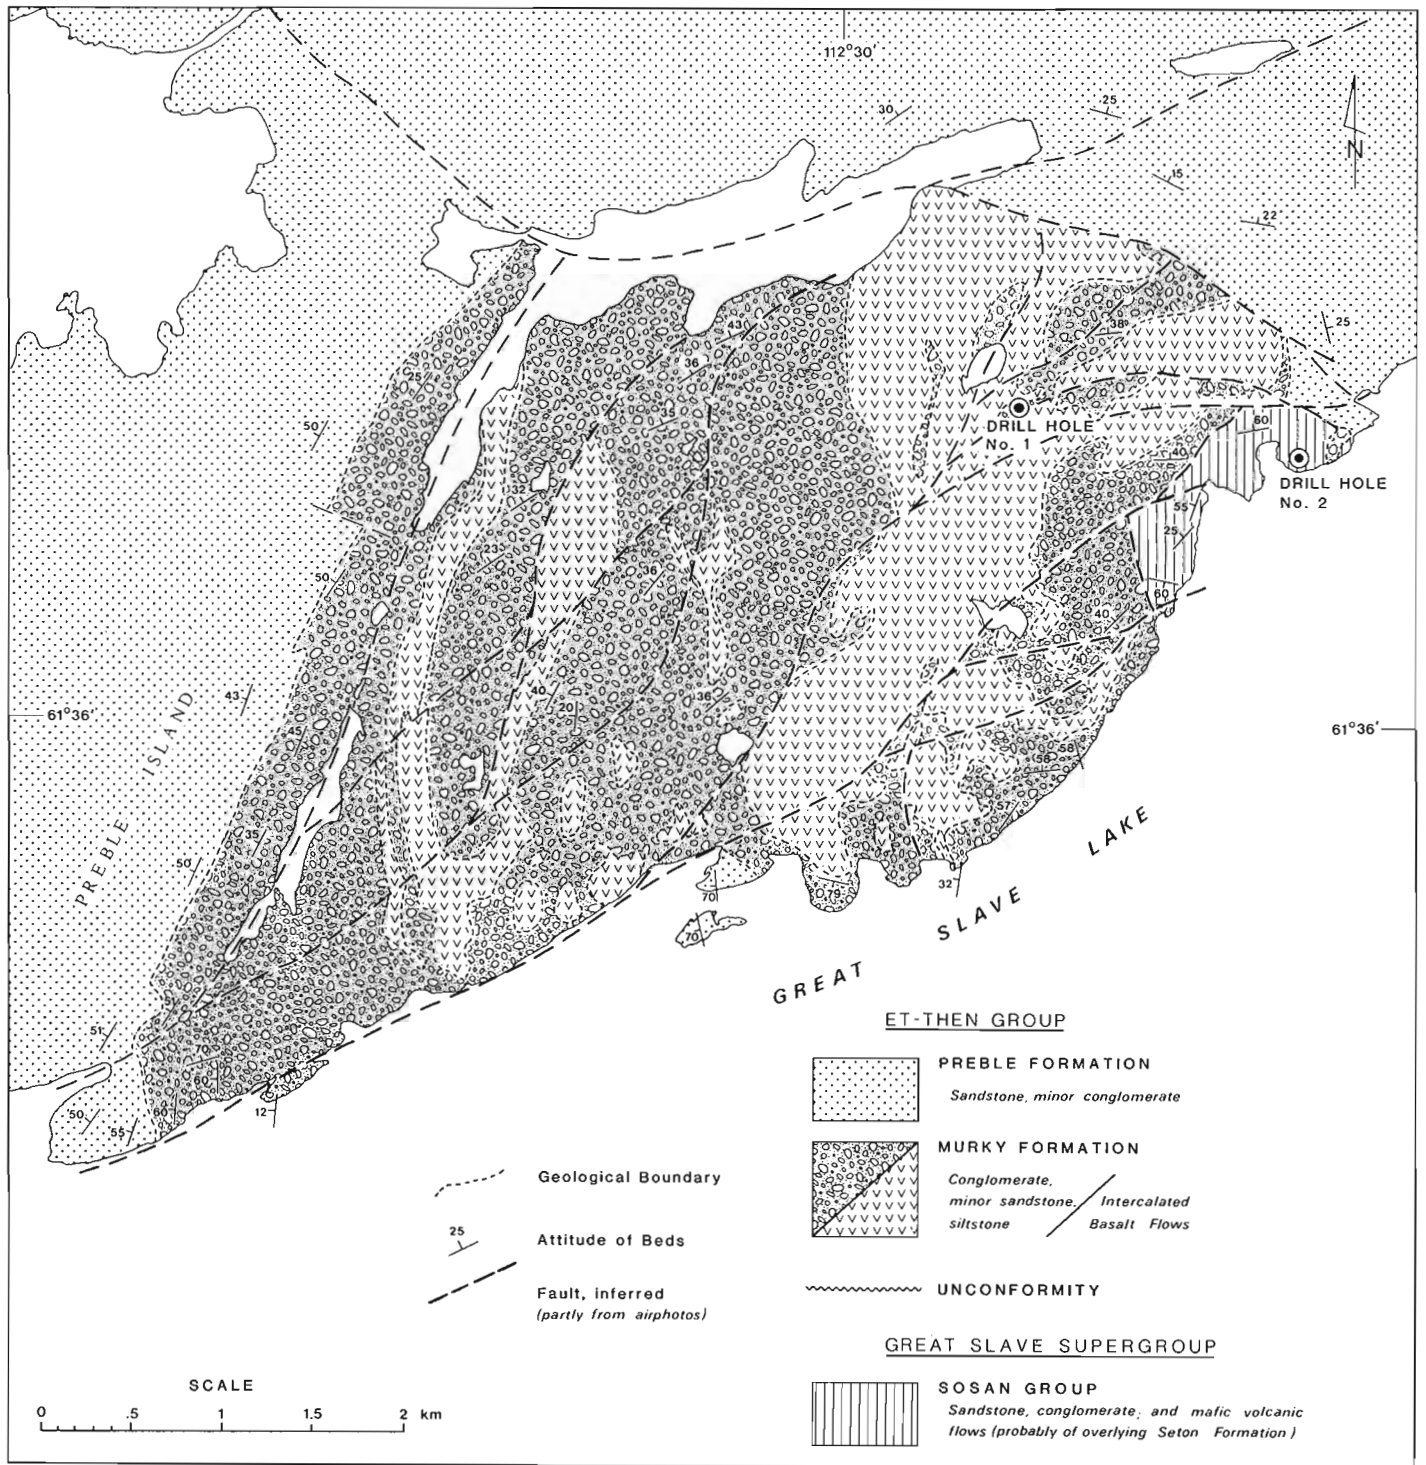 112°30'
30
25
N
15
22
25
38
43
36
25
35
50
DRILL HOLE
No. 1
60
40
DRILL HOLE
No. 2
32
55
25
23
50
36
60
40
43
40
36
20
61°36'
61°36'
45
58
58
PREBLE ISLAND
57
35
50
32
79
70
70
GREAT SLAVE LAKE
51
70
60
60
12
50
55
ET-THEN GROUP
PREBLE FORMATION
Sandstone, minor conglomerate
MURKY FORMATION
Conglomerate,
minor sandstone, Intercalated
siltstone Basalt Flows
UNCONFORMITY
GREAT SLAVE SUPERGROUP
SOSAN GROUP
Sandstone, conglomerate; and mafic volcanic
flows (probably of overlying Seton Formation)
Geological Boundary
25
Attitude of Beds
Fault, inferred
(partly from airphotos)
SCALE
0 .5 1 1.5 2 km